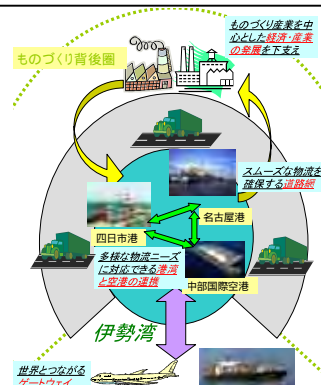 ものづくり産業を中
心とした経済・産業
の発展を下支え
ものづくり背後圏
スムーズな物流を
確保する道路網
名古屋港
四日市港
多様な物流ニーズ
に対応できる港湾
と空港の連携
中部国際空港
伊勢湾
世界とつながる
ゲートウェイ